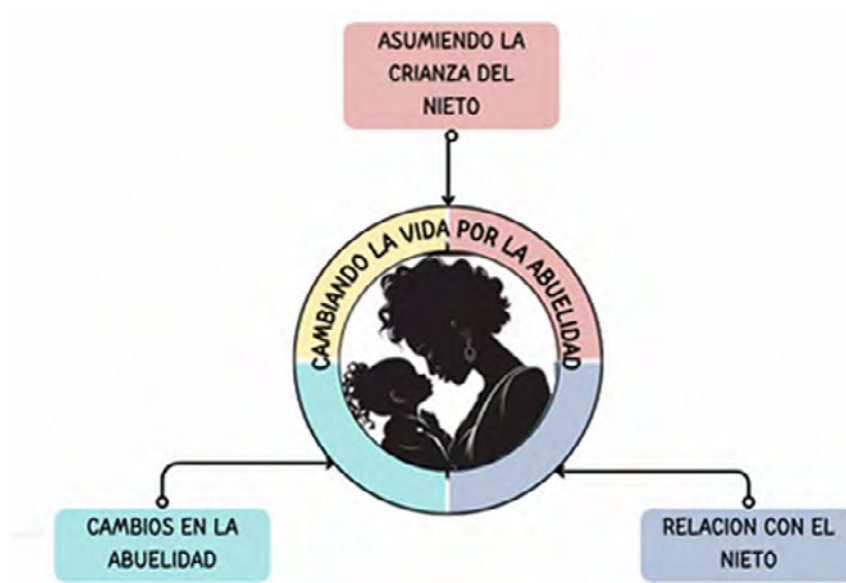 ASUMIENDO LA
CRIANZA DEL
NIETO
CAMBIANDO LA VIDA POR LA ABUELIDAD
CAMBIOS EN LA
ABUELIDAD
RELACION CON EL
NIETO